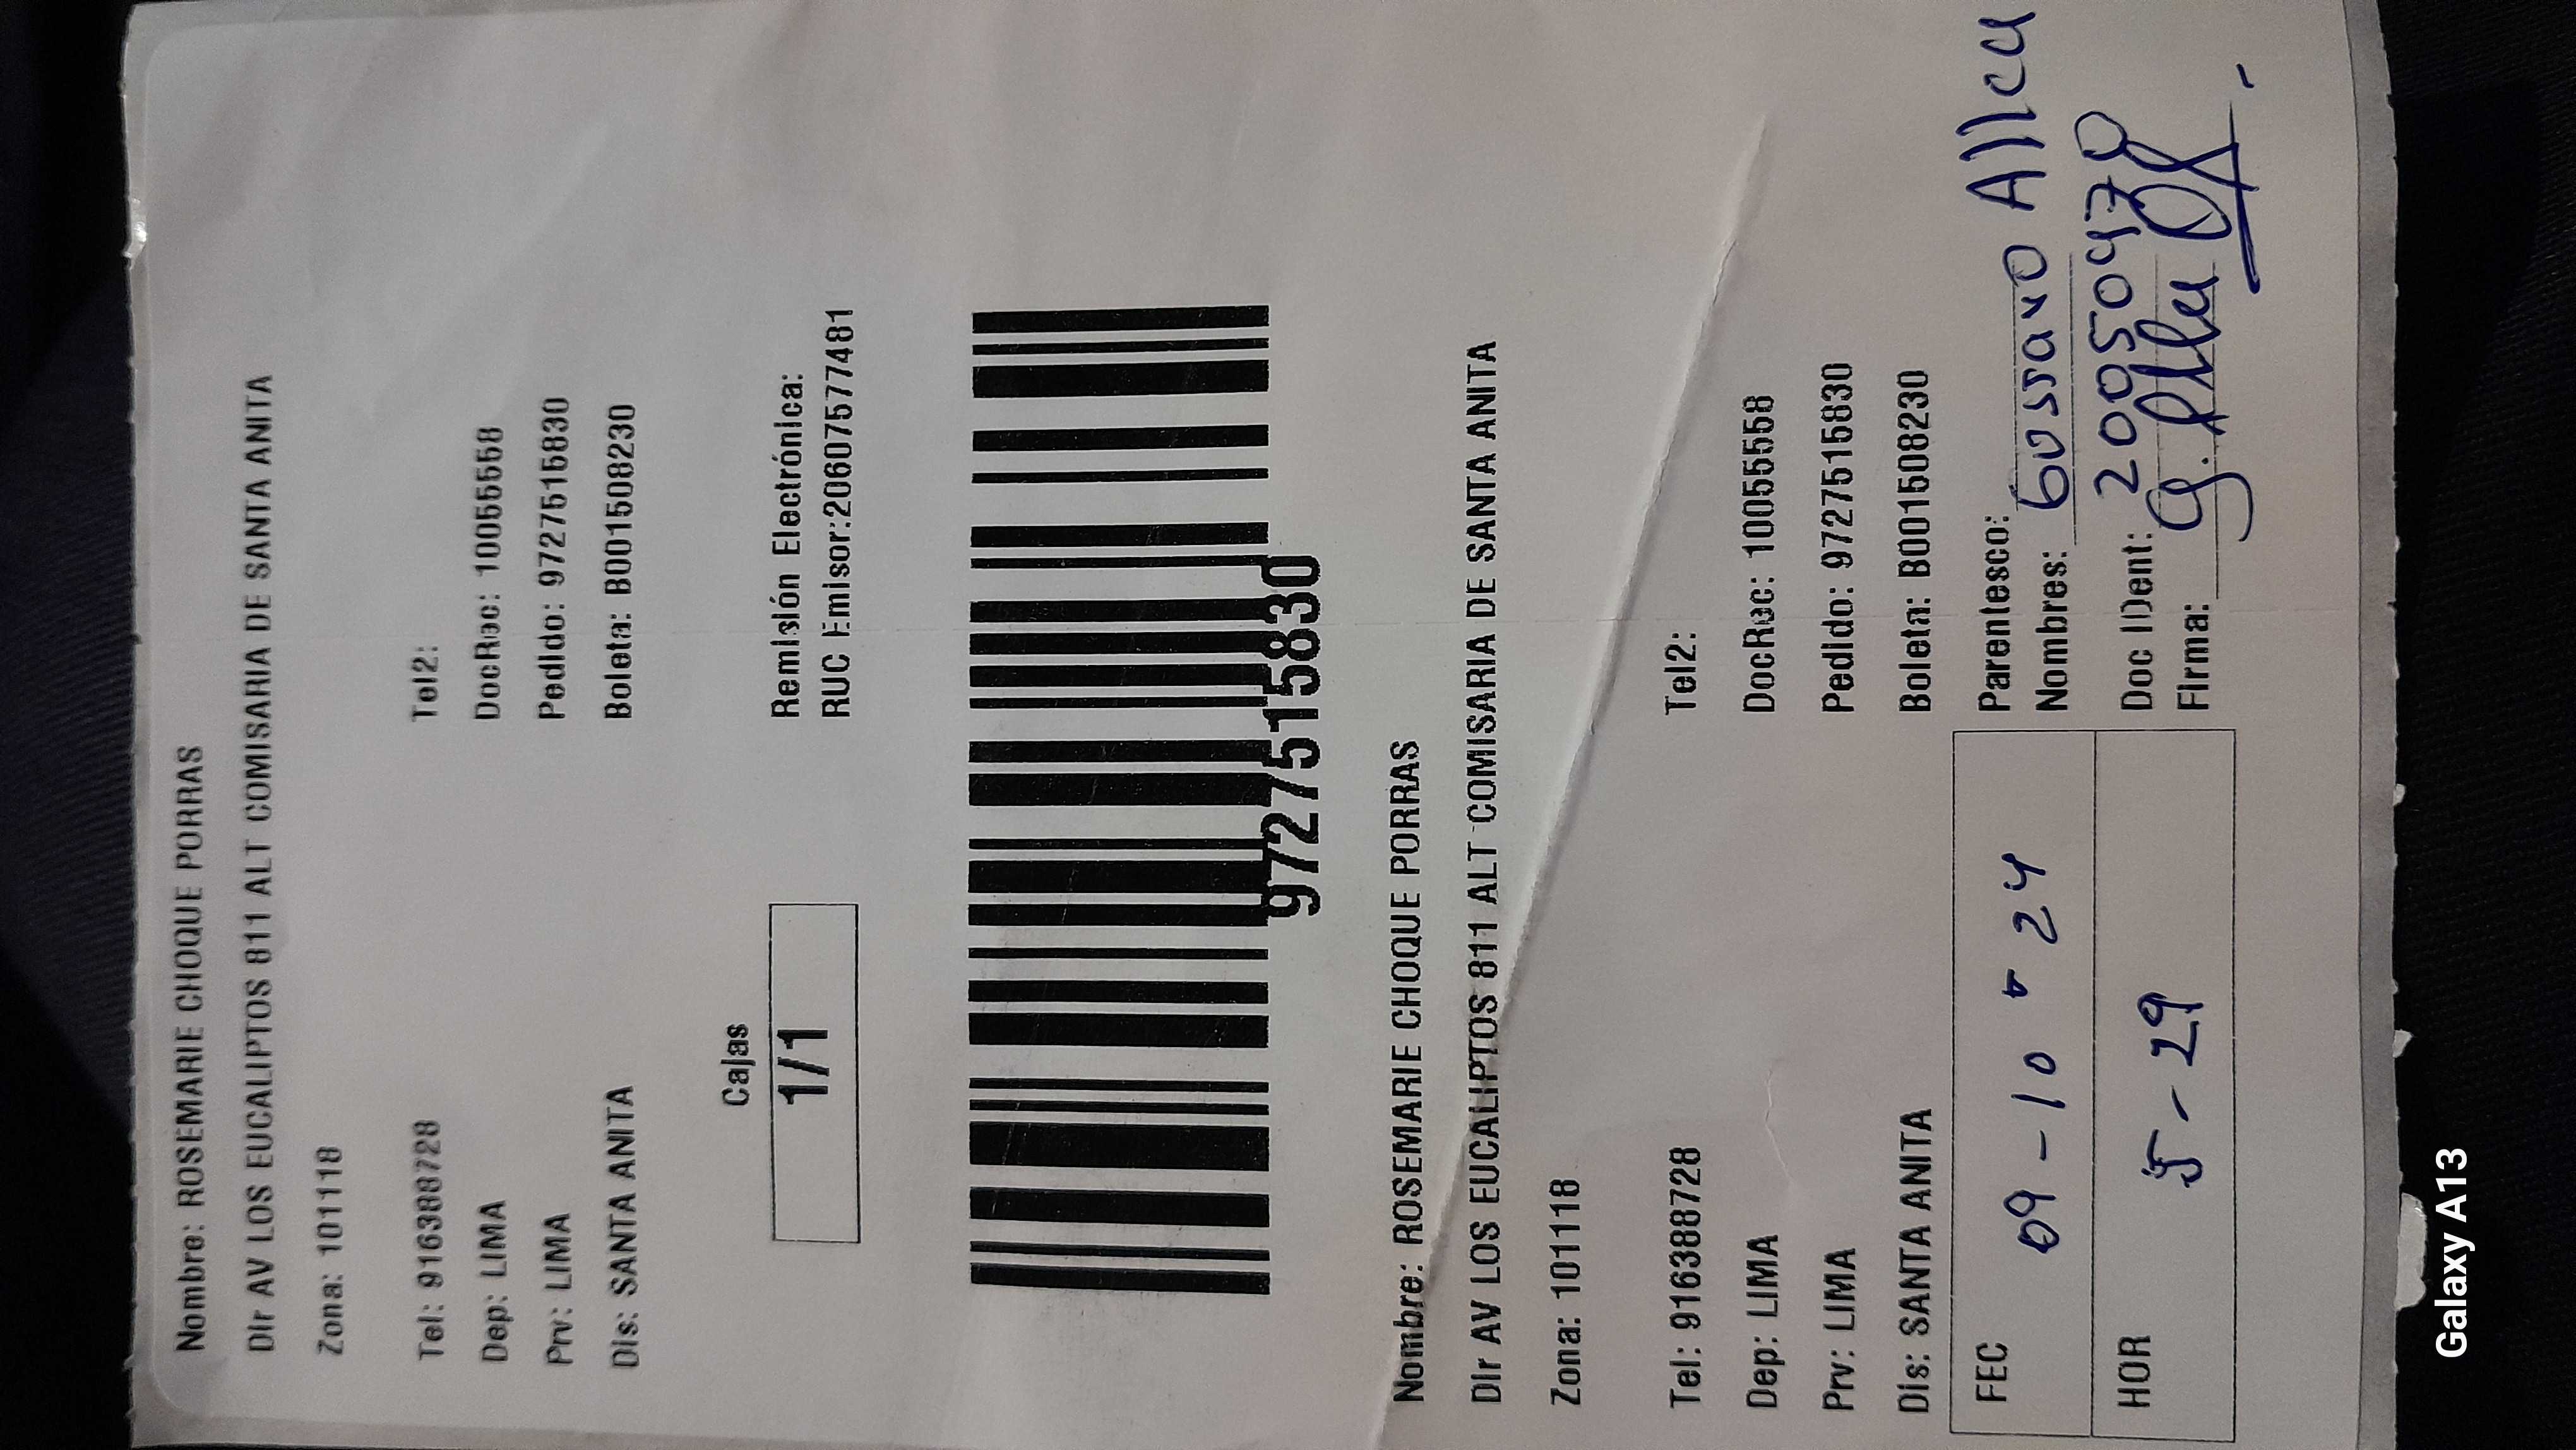 Nombre: ROSEMARIE CHOQUE PORRAS
Dir AV LOS EUCALIPTOS 811 ALT COMISARIA DE SANTA ANITA
Zona: 101118
Tel: 916388728 Tel2:
Dep: LIMA DocRec: 10055558
Prv: LIMA Pedido: 9727515830
Dis: SANTA ANITA Boleta: B001508230
Cajas
1/1
Remisión Electrónica:
RUC Emisor:20607577481
9727515830
Nombre: ROSEMARIE CHOQUE PORRAS
Dir AV LOS EUCALIPTOS 811 ALT COMISARIA DE SANTA ANITA
Zona: 101118
Tel: 916388728 Tel2:
Dep: LIMA DocRec: 10055558
Prv: LIMA Pedido: 9727515830
Dis: SANTA ANITA Boleta: B001508230
FEC 09-10-24 Parentesco:
Nombres: Gustavo Allca
HOR 5-29 Doc IDent: 20050470
Firma:
Galaxy A13